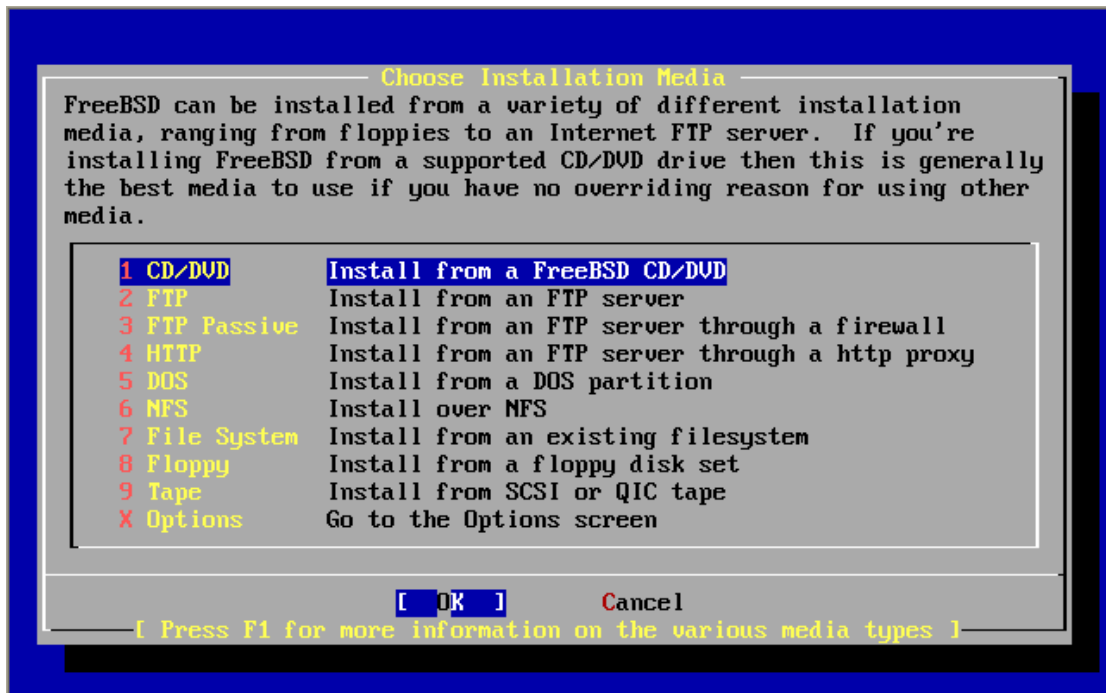 Choose Installation Media
FreeBSD can be installed from a variety of different installation
media, ranging from floppies to an Internet FTP server.  If you're
installing FreeBSD from a supported CD/DVD drive then this is generally
the best media to use if you have no overriding reason for using other
media.
1 CD/DVD Install from a FreeBSD CD/DVD
2 FTP Install from an FTP server
3 FTP Passive Install from an FTP server through a firewall
4 HTTP Install from an FTP server through a http proxy
5 DOS Install from a DOS partition
6 NFS Install over NFS
7 File System Install from an existing filesystem
8 Floppy Install from a floppy disk set
9 Tape Install from SCSI or QIC tape
X Options Go to the Options screen
[ OK ] Cancel
[ Press F1 for more information on the various media types ]